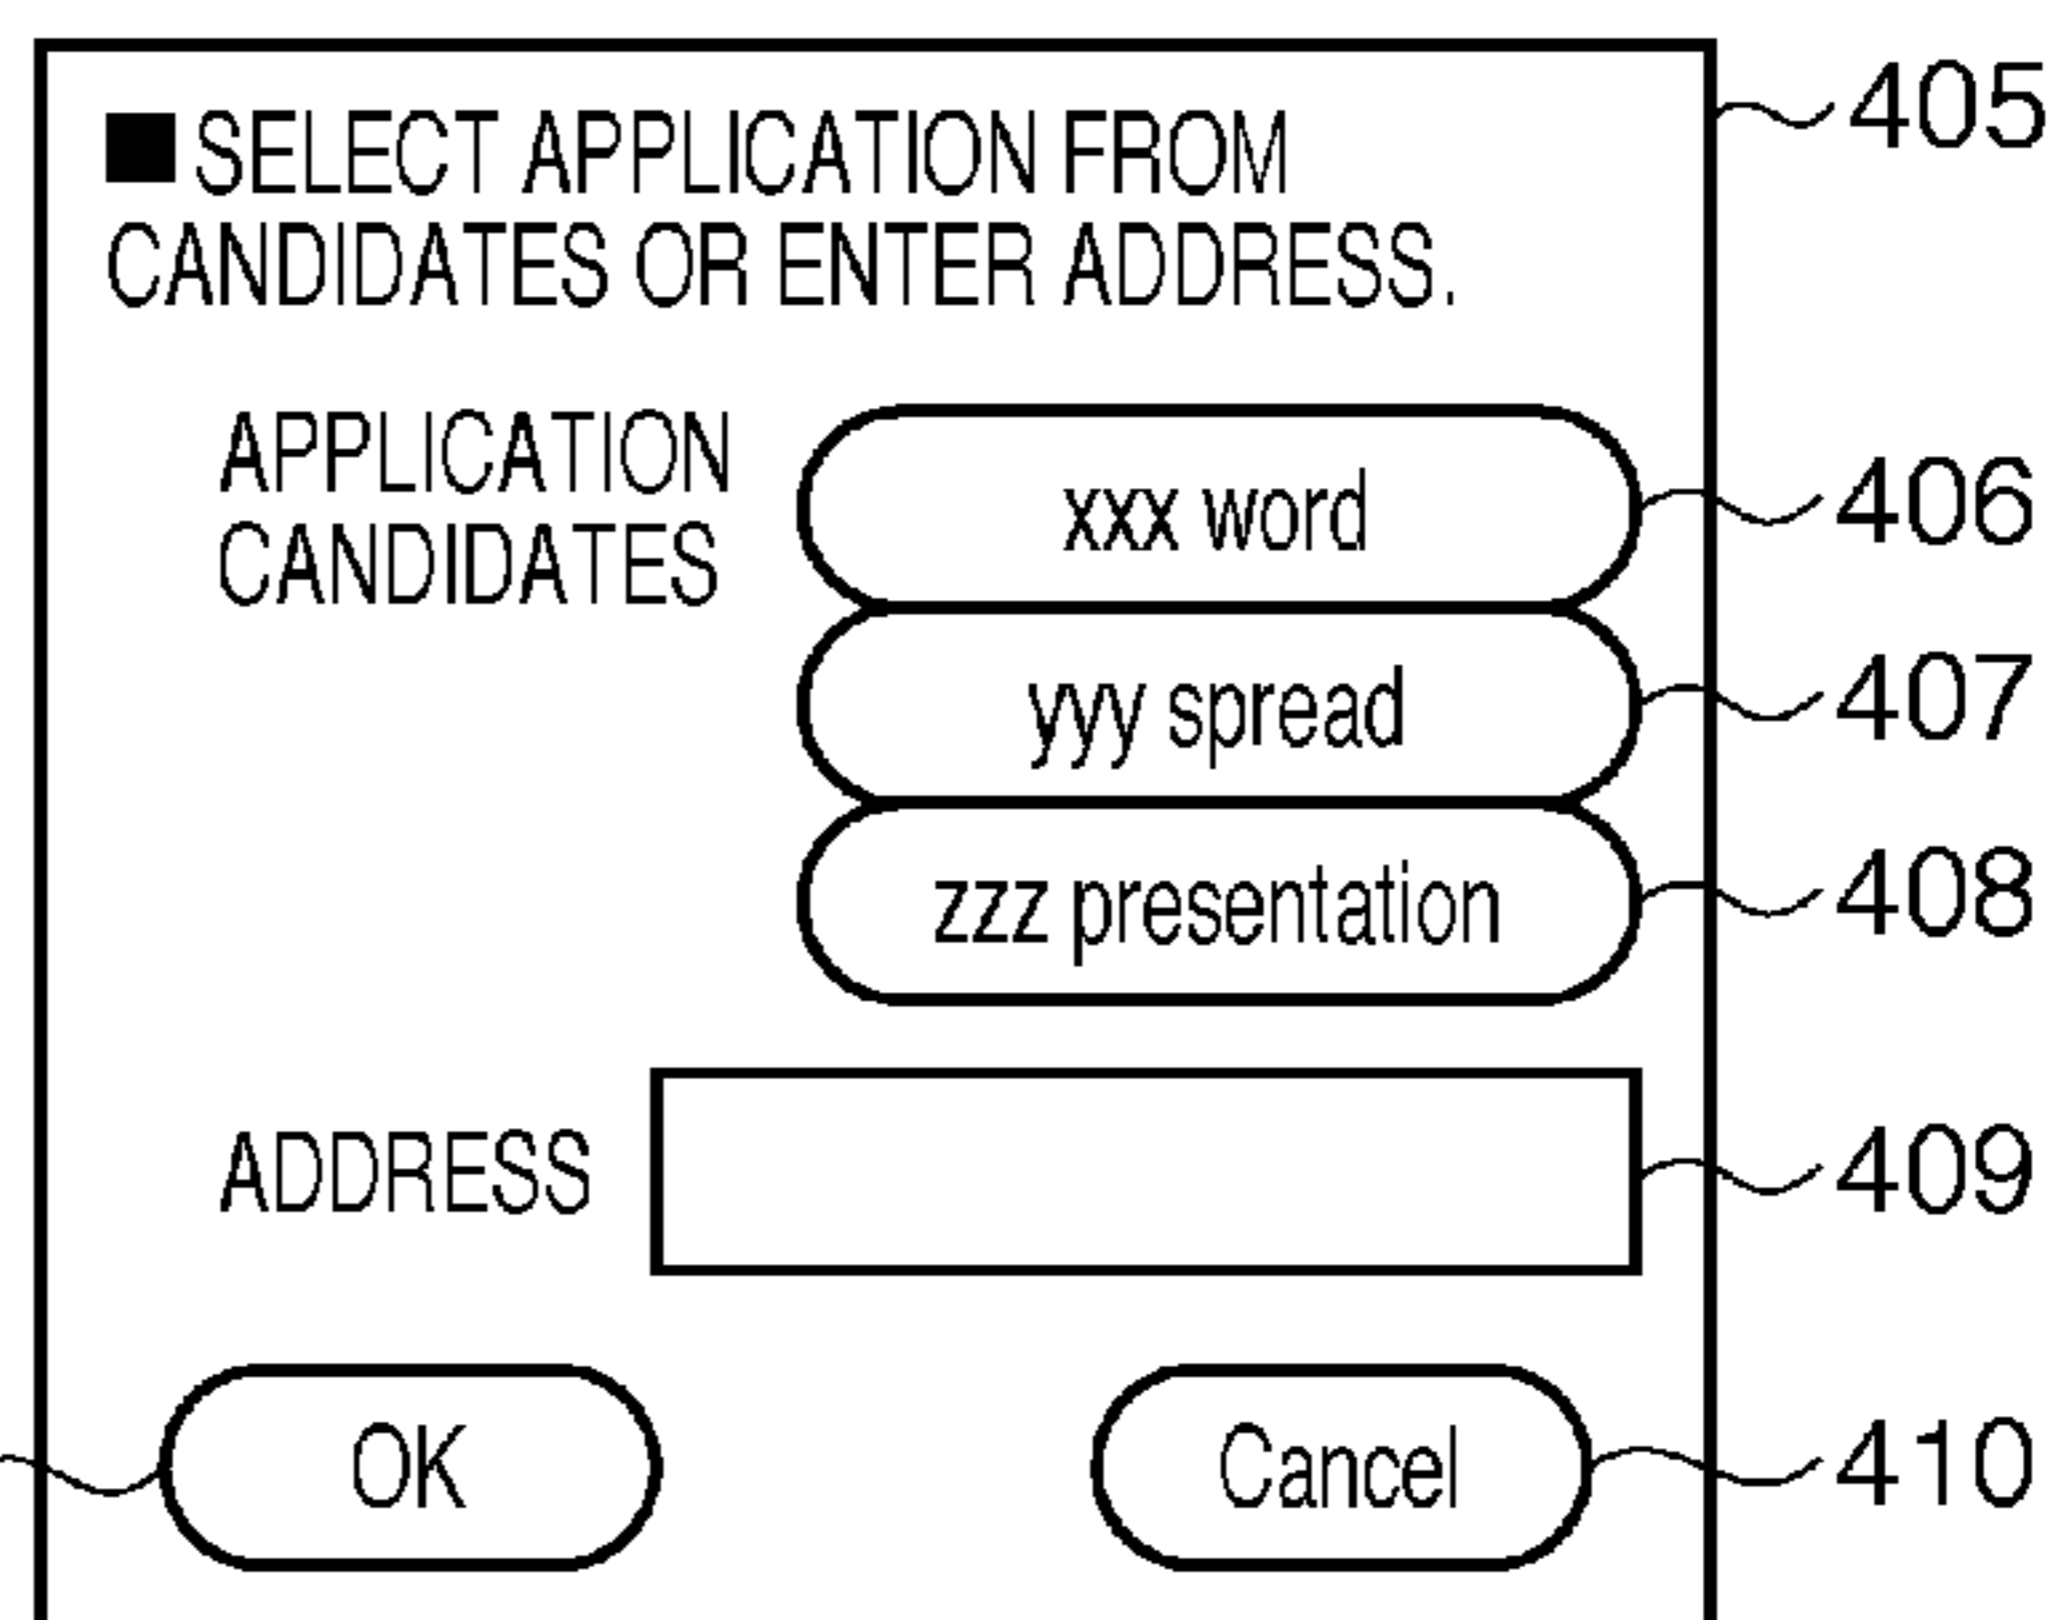 ■SELECT APPLICATION FROM 405
CANDIDATES OR ENTER ADDRESS.
APPLICATION
CANDIDATES
xxx word 406
yyy spread 407
zzz presentation 408
ADDRESS 409
OK Cancel 410